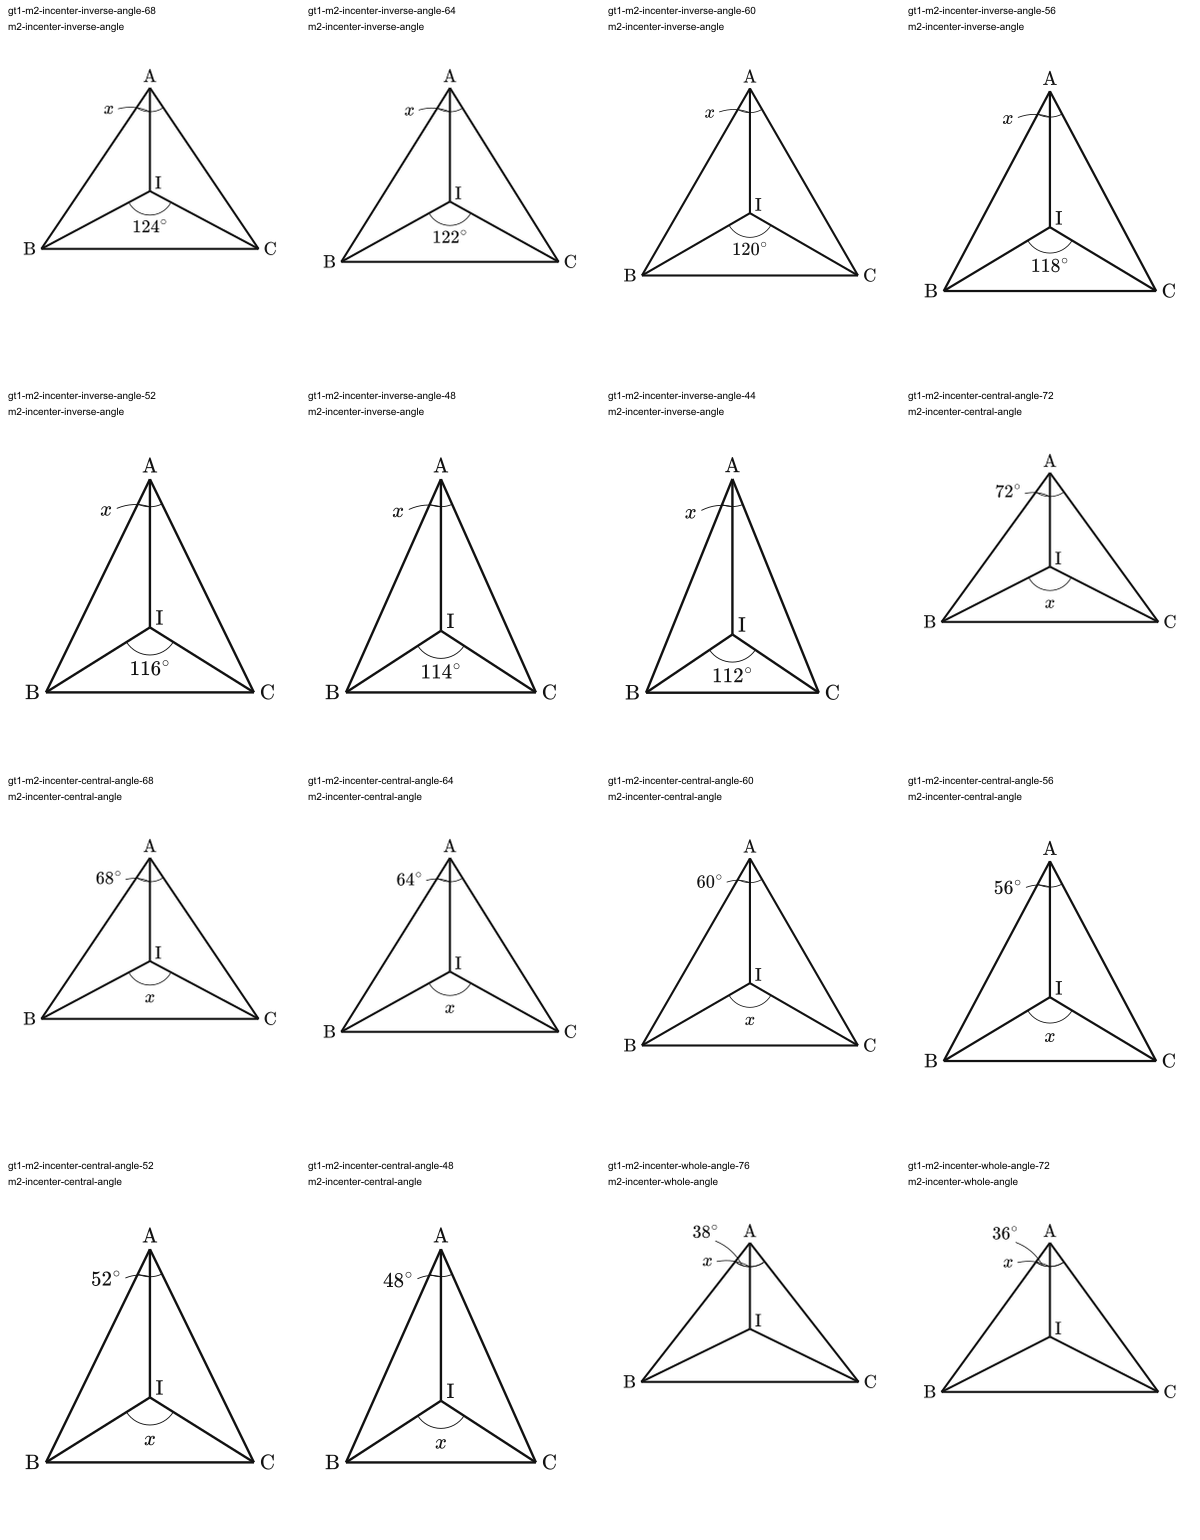 gt1-m2-incenter-inverse-angle-68
m2-incenter-inverse-angle
A
x
I
124°
B
C
gt1-m2-incenter-inverse-angle-64
m2-incenter-inverse-angle
A
x
I
122°
B
C
gt1-m2-incenter-inverse-angle-60
m2-incenter-inverse-angle
A
x
I
120°
B
C
gt1-m2-incenter-inverse-angle-56
m2-incenter-inverse-angle
A
x
I
118°
B
C
gt1-m2-incenter-inverse-angle-52
m2-incenter-inverse-angle
A
x
I
116°
B
C
gt1-m2-incenter-inverse-angle-48
m2-incenter-inverse-angle
A
x
I
114°
B
C
gt1-m2-incenter-inverse-angle-44
m2-incenter-inverse-angle
A
x
I
112°
B
C
gt1-m2-incenter-central-angle-72
m2-incenter-central-angle
A
72°
I
x
B
C
gt1-m2-incenter-central-angle-68
m2-incenter-central-angle
A
68°
I
x
B
C
gt1-m2-incenter-central-angle-64
m2-incenter-central-angle
A
64°
I
x
B
C
gt1-m2-incenter-central-angle-60
m2-incenter-central-angle
A
60°
I
x
B
C
gt1-m2-incenter-central-angle-56
m2-incenter-central-angle
A
56°
I
x
B
C
gt1-m2-incenter-central-angle-52
m2-incenter-central-angle
A
52°
I
x
B
C
gt1-m2-incenter-central-angle-48
m2-incenter-central-angle
A
48°
I
x
B
C
gt1-m2-incenter-whole-angle-76
m2-incenter-whole-angle
38°
A
x
I
B
C
gt1-m2-incenter-whole-angle-72
m2-incenter-whole-angle
36°
A
x
I
B
C